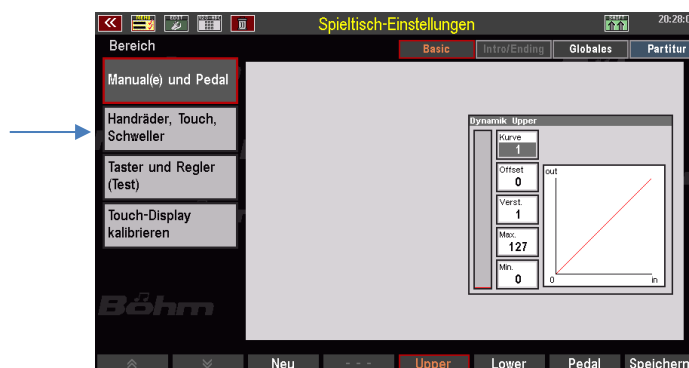 Spieltisch-Einstellungen
20:28:0
Bereich
Basic
Intro/Ending
Globales
Partitur
Manual(e) und Pedal
Handräder, Touch,
Schweller
Taster und Regler
(Test)
Touch-Display
kalibrieren
Dynamik Upper
Kurve
1
Offset
0
Verst.
1
Max.
127
Min.
0
out
0
in
Böhm
Neu
- - -
Upper
Lower
Pedal
Speichern